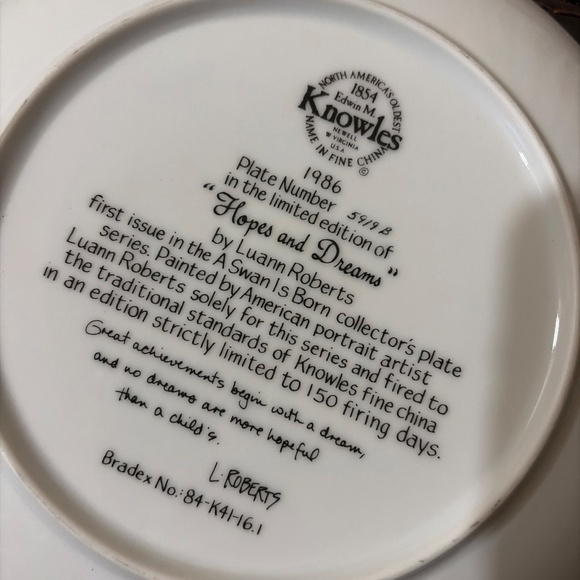 NORTH AMERICA'S OLDEST
1854
Edwin M.
Knowles
NEWELL
W VIRGINIA
U.S.A.
NAME IN FINE CHINA
©
1986
Plate Number 5919 B
in the limited edition of
"Hopes and Dreams"
by Luann Roberts
first issue in the A Swan Is Born collector's plate
series. Painted by American portrait artist
Luann Roberts solely for this series and fired to
the traditional standards of Knowles fine china
in an edition strictly limited to 150 firing days.
Great achievements begin with a dream,
and no dreams are more hopeful
than a child's.
L. ROBERTS
Bradex No.: 84-K41-16.1